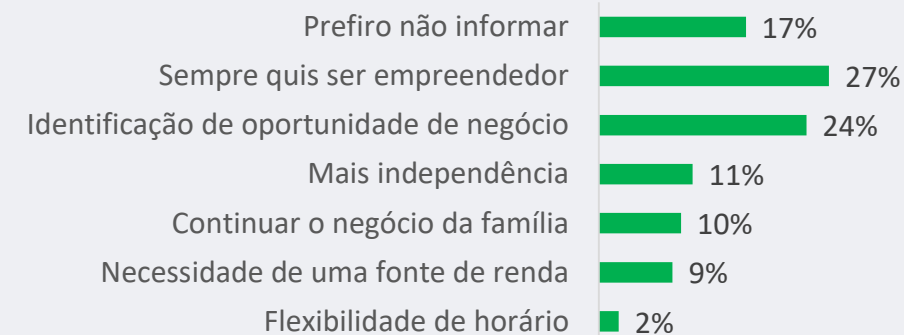 Prefiro não informar 17%
Sempre quis ser empreendedor 27%
Identificação de oportunidade de negócio 24%
Mais independência 11%
Continuar o negócio da família 10%
Necessidade de uma fonte de renda 9%
Flexibilidade de horário 2%